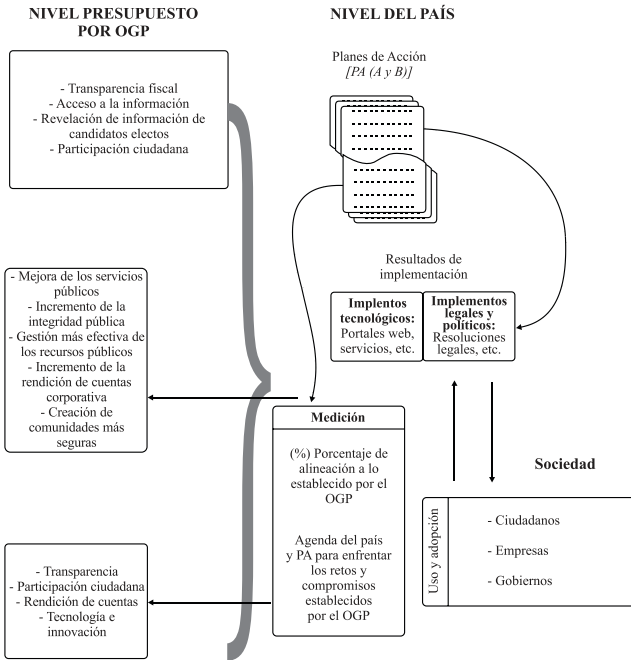 NIVEL PRESUPUESTO
POR OGP
- Transparencia fiscal
- Acceso a la información
- Revelación de información de
candidatos electos
- Participación ciudadana
- Mejora de los servicios
públicos
- Incremento de la
integridad pública
- Gestión más efectiva de
los recursos públicos
- Incremento de la
rendición de cuentas
corporativa
- Creación de
comunidades más
seguras
- Transparencia
- Participación ciudadana
- Rendición de cuentas
- Tecnología e
innovación
NIVEL DEL PAÍS
Planes de Acción
[PA (A y B)]
Resultados de
implementación
Implentos
tecnológicos:
Portales web,
servicios, etc.
Implementos
legales y
políticos:
Resoluciones
legales, etc.
Medición
(%) Porcentaje de
alineación a lo
establecido por el
OGP
Agenda del país
y PA para enfrentar
los retos y
compromisos
establecidos
por el OGP
Sociedad
Uso y adopción
- Ciudadanos
- Empresas
- Gobiernos